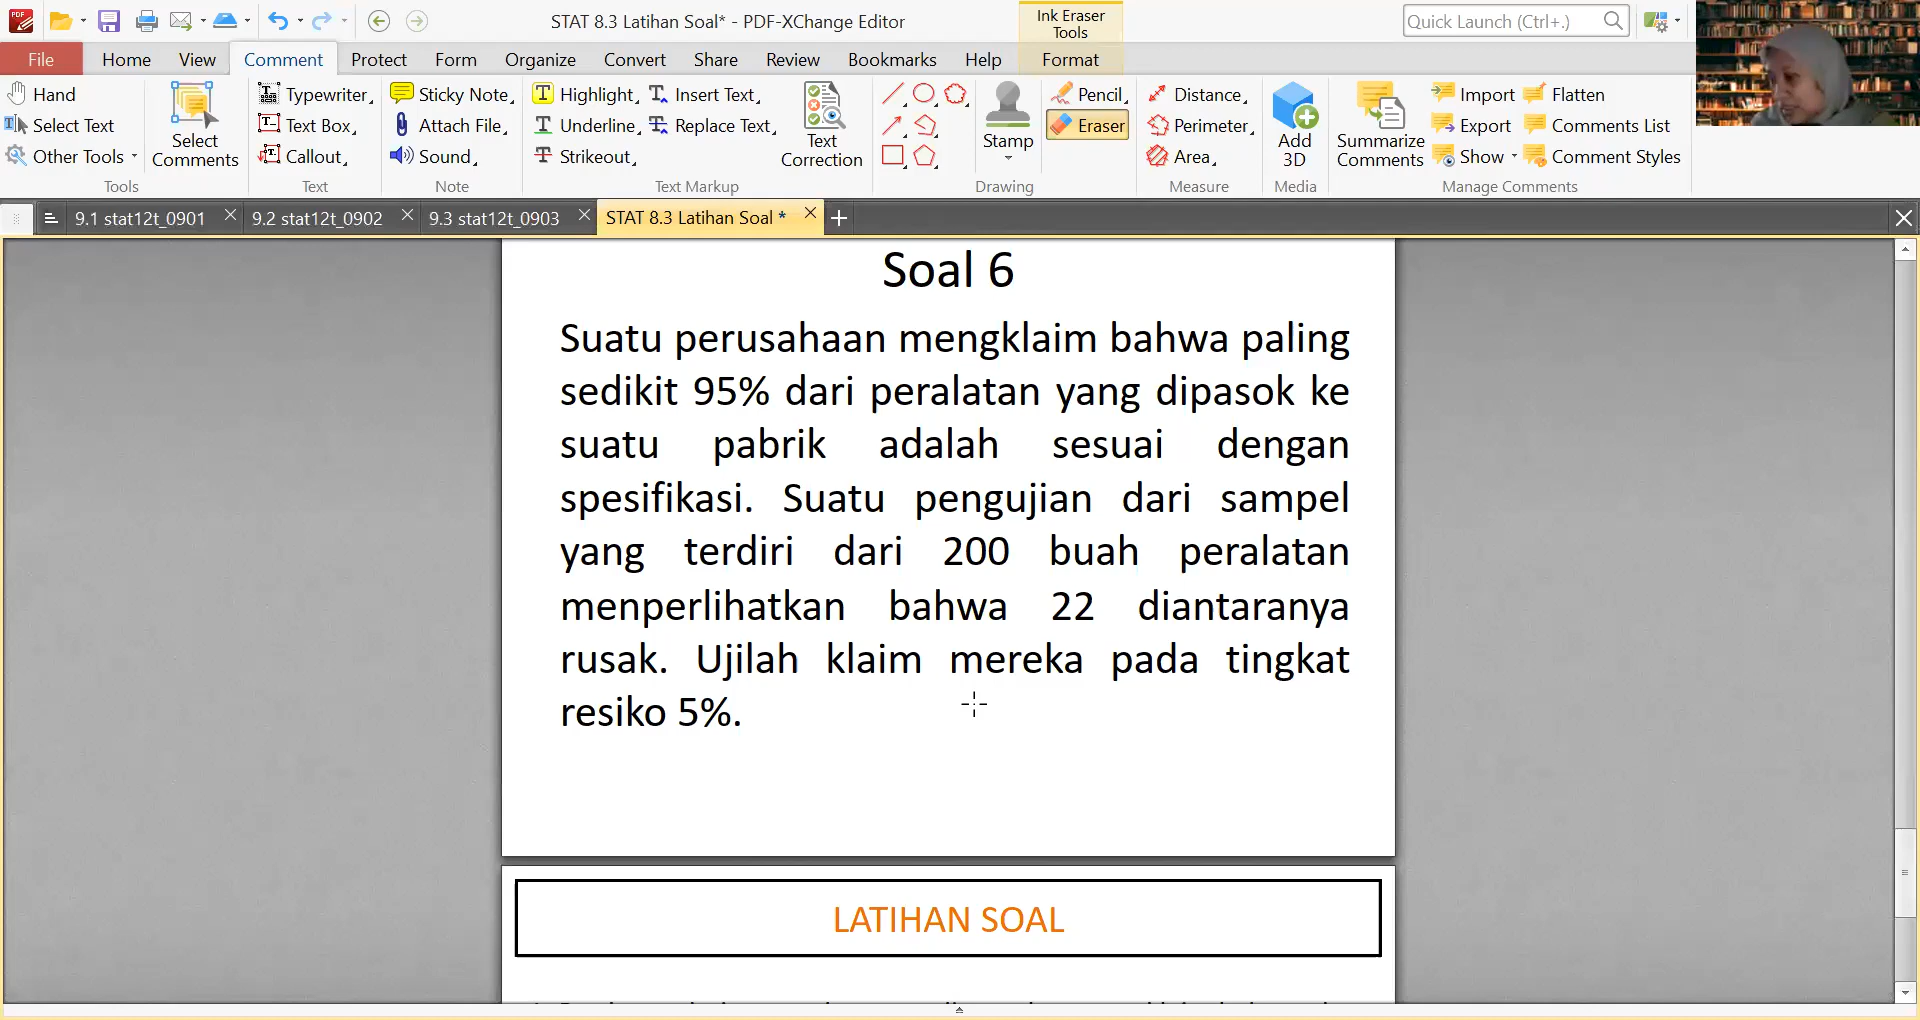 STAT 8.3 Latihan Soal* - PDF-XChange Editor
Ink Eraser
Tools
Quick Launch (Ctrl+.)
File Home View Comment Protect Form Organize Convert Share Review Bookmarks Help Format
Hand
Select Text
Other Tools
Select
Comments
Tools
Typewriter
Text Box
Callout
Text
Sticky Note
Attach File
Sound
Note
Highlight
Underline
Strikeout
Insert Text
Replace Text
Text
Correction
Text Markup
Stamp
Pencil
Eraser
Drawing
Distance
Perimeter
Area
Measure
Add
3D
Media
Summarize
Comments
Import
Export
Show
Flatten
Comments List
Comment Styles
Manage Comments
9.1 stat12t_0901
9.2 stat12t_0902
9.3 stat12t_0903
STAT 8.3 Latihan Soal *
Soal 6
Suatu perusahaan mengklaim bahwa paling
sedikit 95% dari peralatan yang dipasok ke
suatu pabrik adalah sesuai dengan
spesifikasi. Suatu pengujian dari sampel
yang terdiri dari 200 buah peralatan
menperlihatkan bahwa 22 diantaranya
rusak. Ujilah klaim mereka pada tingkat
resiko 5%.
LATIHAN SOAL